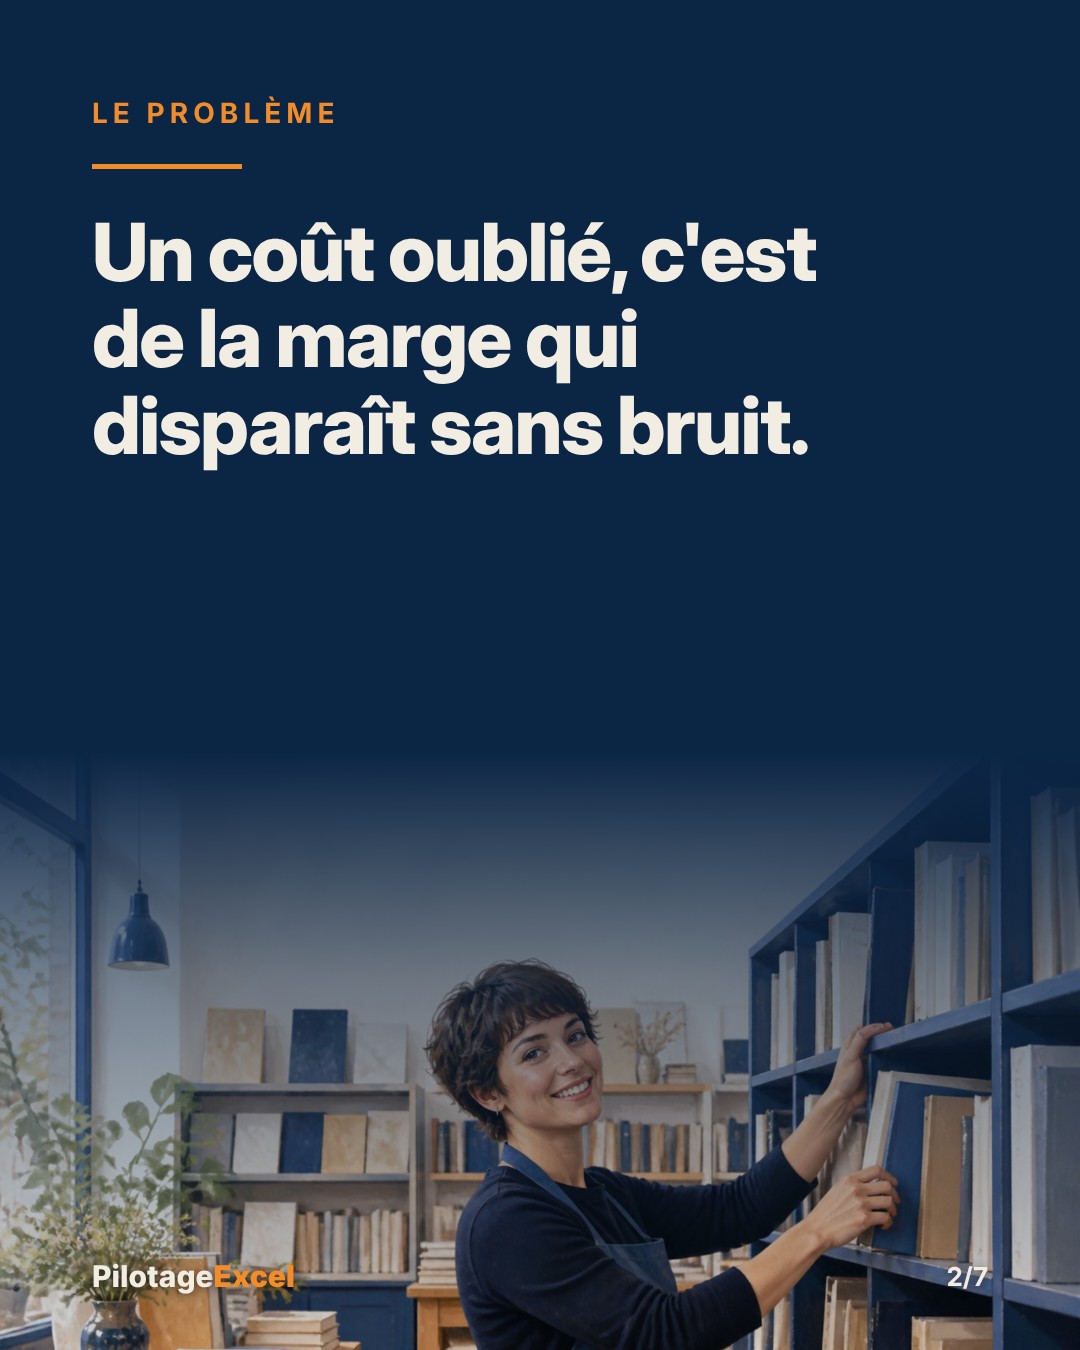 LE PROBLÈME
Un coût oublié, c'est
de la marge qui
disparaît sans bruit.
PilotageExcel
2/7